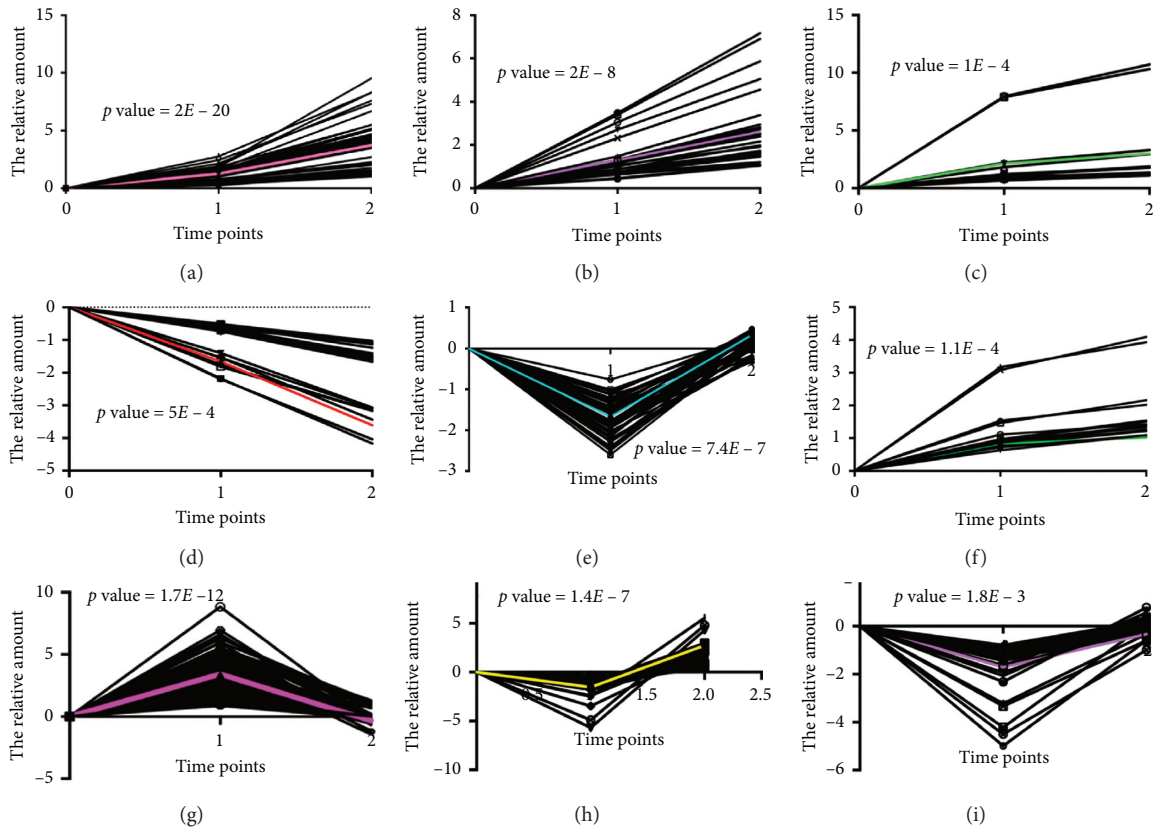 15
10
5
0
The relative amount
p value = 2E – 20
0
1
2
Time points
(a)
8
6
4
2
0
The relative amount
p value = 2E – 8
0
1
2
Time points
(b)
15
10
5
0
The relative amount
p value = 1E – 4
0
1
2
Time points
(c)
0
–1
–2
–3
–4
–5
The relative amount
p value = 5E – 4
0
1
2
Time points
(d)
1
0
–1
–2
–3
The relative amount
1
2
p value = 7.4E – 7
Time points
(e)
5
4
3
2
1
0
The relative amount
p value = 1.1E – 4
0
1
2
Time points
(f)
10
5
0
–5
The relative amount
p value = 1.7E –12
1
2
Time points
(g)
5
0
–5
–10
The relative amount
p value = 1.4E – 7
0.5
1.5
2.0
2.5
Time points
(h)
0
–2
–4
–6
The relative amount
p value = 1.8E – 3
Time points
(i)